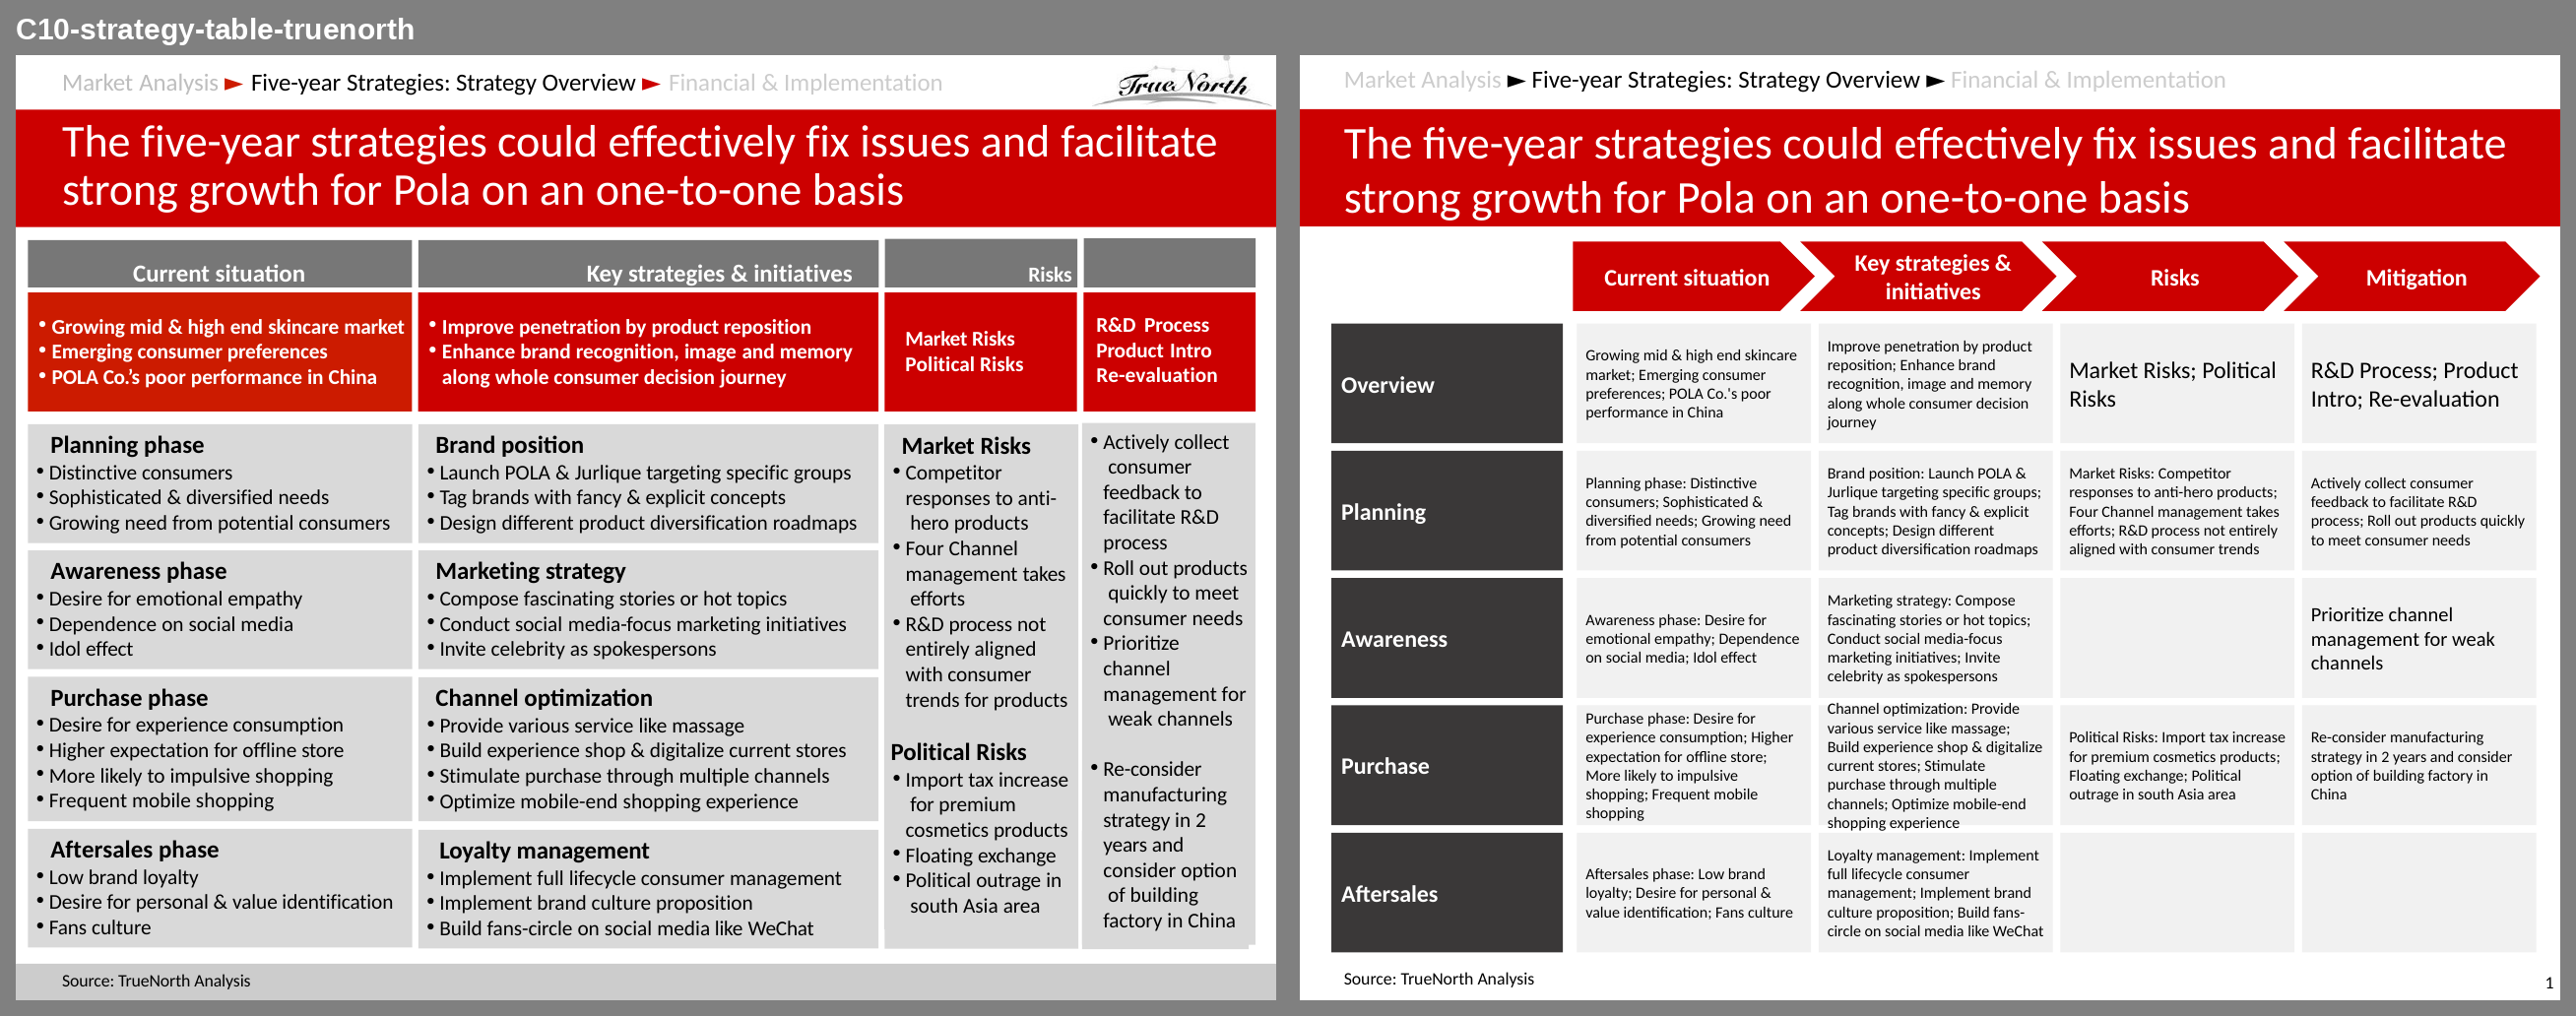 C10-strategy-table-truenorth
Market Analysis ► Five-year Strategies: Strategy Overview ► Financial & Implementation
TrueNorth
The five-year strategies could effectively fix issues and facilitate
strong growth for Pola on an one-to-one basis
Current situation
Key strategies & initiatives
Risks
• Growing mid & high end skincare market
• Emerging consumer preferences
• POLA Co.'s poor performance in China
• Improve penetration by product reposition
• Enhance brand recognition, image and memory
along whole consumer decision journey
Market Risks
Political Risks
R&D Process
Product Intro
Re-evaluation
Planning phase
• Distinctive consumers
• Sophisticated & diversified needs
• Growing need from potential consumers
Brand position
• Launch POLA & Jurlique targeting specific groups
• Tag brands with fancy & explicit concepts
• Design different product diversification roadmaps
Awareness phase
• Desire for emotional empathy
• Dependence on social media
• Idol effect
Marketing strategy
• Compose fascinating stories or hot topics
• Conduct social media-focus marketing initiatives
• Invite celebrity as spokespersons
Purchase phase
• Desire for experience consumption
• Higher expectation for offline store
• More likely to impulsive shopping
• Frequent mobile shopping
Channel optimization
• Provide various service like massage
• Build experience shop & digitalize current stores
• Stimulate purchase through multiple channels
• Optimize mobile-end shopping experience
Aftersales phase
• Low brand loyalty
• Desire for personal & value identification
• Fans culture
Loyalty management
• Implement full lifecycle consumer management
• Implement brand culture proposition
• Build fans-circle on social media like WeChat
Market Risks
• Competitor
responses to anti-
hero products
• Four Channel
management takes
efforts
• R&D process not
entirely aligned
with consumer
trends for products
Political Risks
• Import tax increase
for premium
cosmetics products
• Floating exchange
• Political outrage in
south Asia area
• Actively collect
consumer
feedback to
facilitate R&D
process
• Roll out products
quickly to meet
consumer needs
• Prioritize
channel
management for
weak channels
• Re-consider
manufacturing
strategy in 2
years and
consider option
of building
factory in China
Source: TrueNorth Analysis
Market Analysis ► Five-year Strategies: Strategy Overview ► Financial & Implementation
The five-year strategies could effectively fix issues and facilitate
strong growth for Pola on an one-to-one basis
Current situation
Key strategies &
initiatives
Risks
Mitigation
Overview
Growing mid & high end skincare
market; Emerging consumer
preferences; POLA Co.'s poor
performance in China
Improve penetration by product
reposition; Enhance brand
recognition, image and memory
along whole consumer decision
journey
Market Risks; Political
Risks
R&D Process; Product
Intro; Re-evaluation
Planning
Planning phase: Distinctive
consumers; Sophisticated &
diversified needs; Growing need
from potential consumers
Brand position: Launch POLA &
Jurlique targeting specific groups;
Tag brands with fancy & explicit
concepts; Design different
product diversification roadmaps
Market Risks: Competitor
responses to anti-hero products;
Four Channel management takes
efforts; R&D process not entirely
aligned with consumer trends
Actively collect consumer
feedback to facilitate R&D
process; Roll out products quickly
to meet consumer needs
Awareness
Awareness phase: Desire for
emotional empathy; Dependence
on social media; Idol effect
Marketing strategy: Compose
fascinating stories or hot topics;
Conduct social media-focus
marketing initiatives; Invite
celebrity as spokespersons
Prioritize channel
management for weak
channels
Purchase
Purchase phase: Desire for
experience consumption; Higher
expectation for offline store;
More likely to impulsive
shopping; Frequent mobile
shopping
Channel optimization: Provide
various service like massage;
Build experience shop & digitalize
current stores; Stimulate
purchase through multiple
channels; Optimize mobile-end
shopping experience
Political Risks: Import tax increase
for premium cosmetics products;
Floating exchange; Political
outrage in south Asia area
Re-consider manufacturing
strategy in 2 years and consider
option of building factory in
China
Aftersales
Aftersales phase: Low brand
loyalty; Desire for personal &
value identification; Fans culture
Loyalty management: Implement
full lifecycle consumer
management; Implement brand
culture proposition; Build fans-
circle on social media like WeChat
Source: TrueNorth Analysis
1